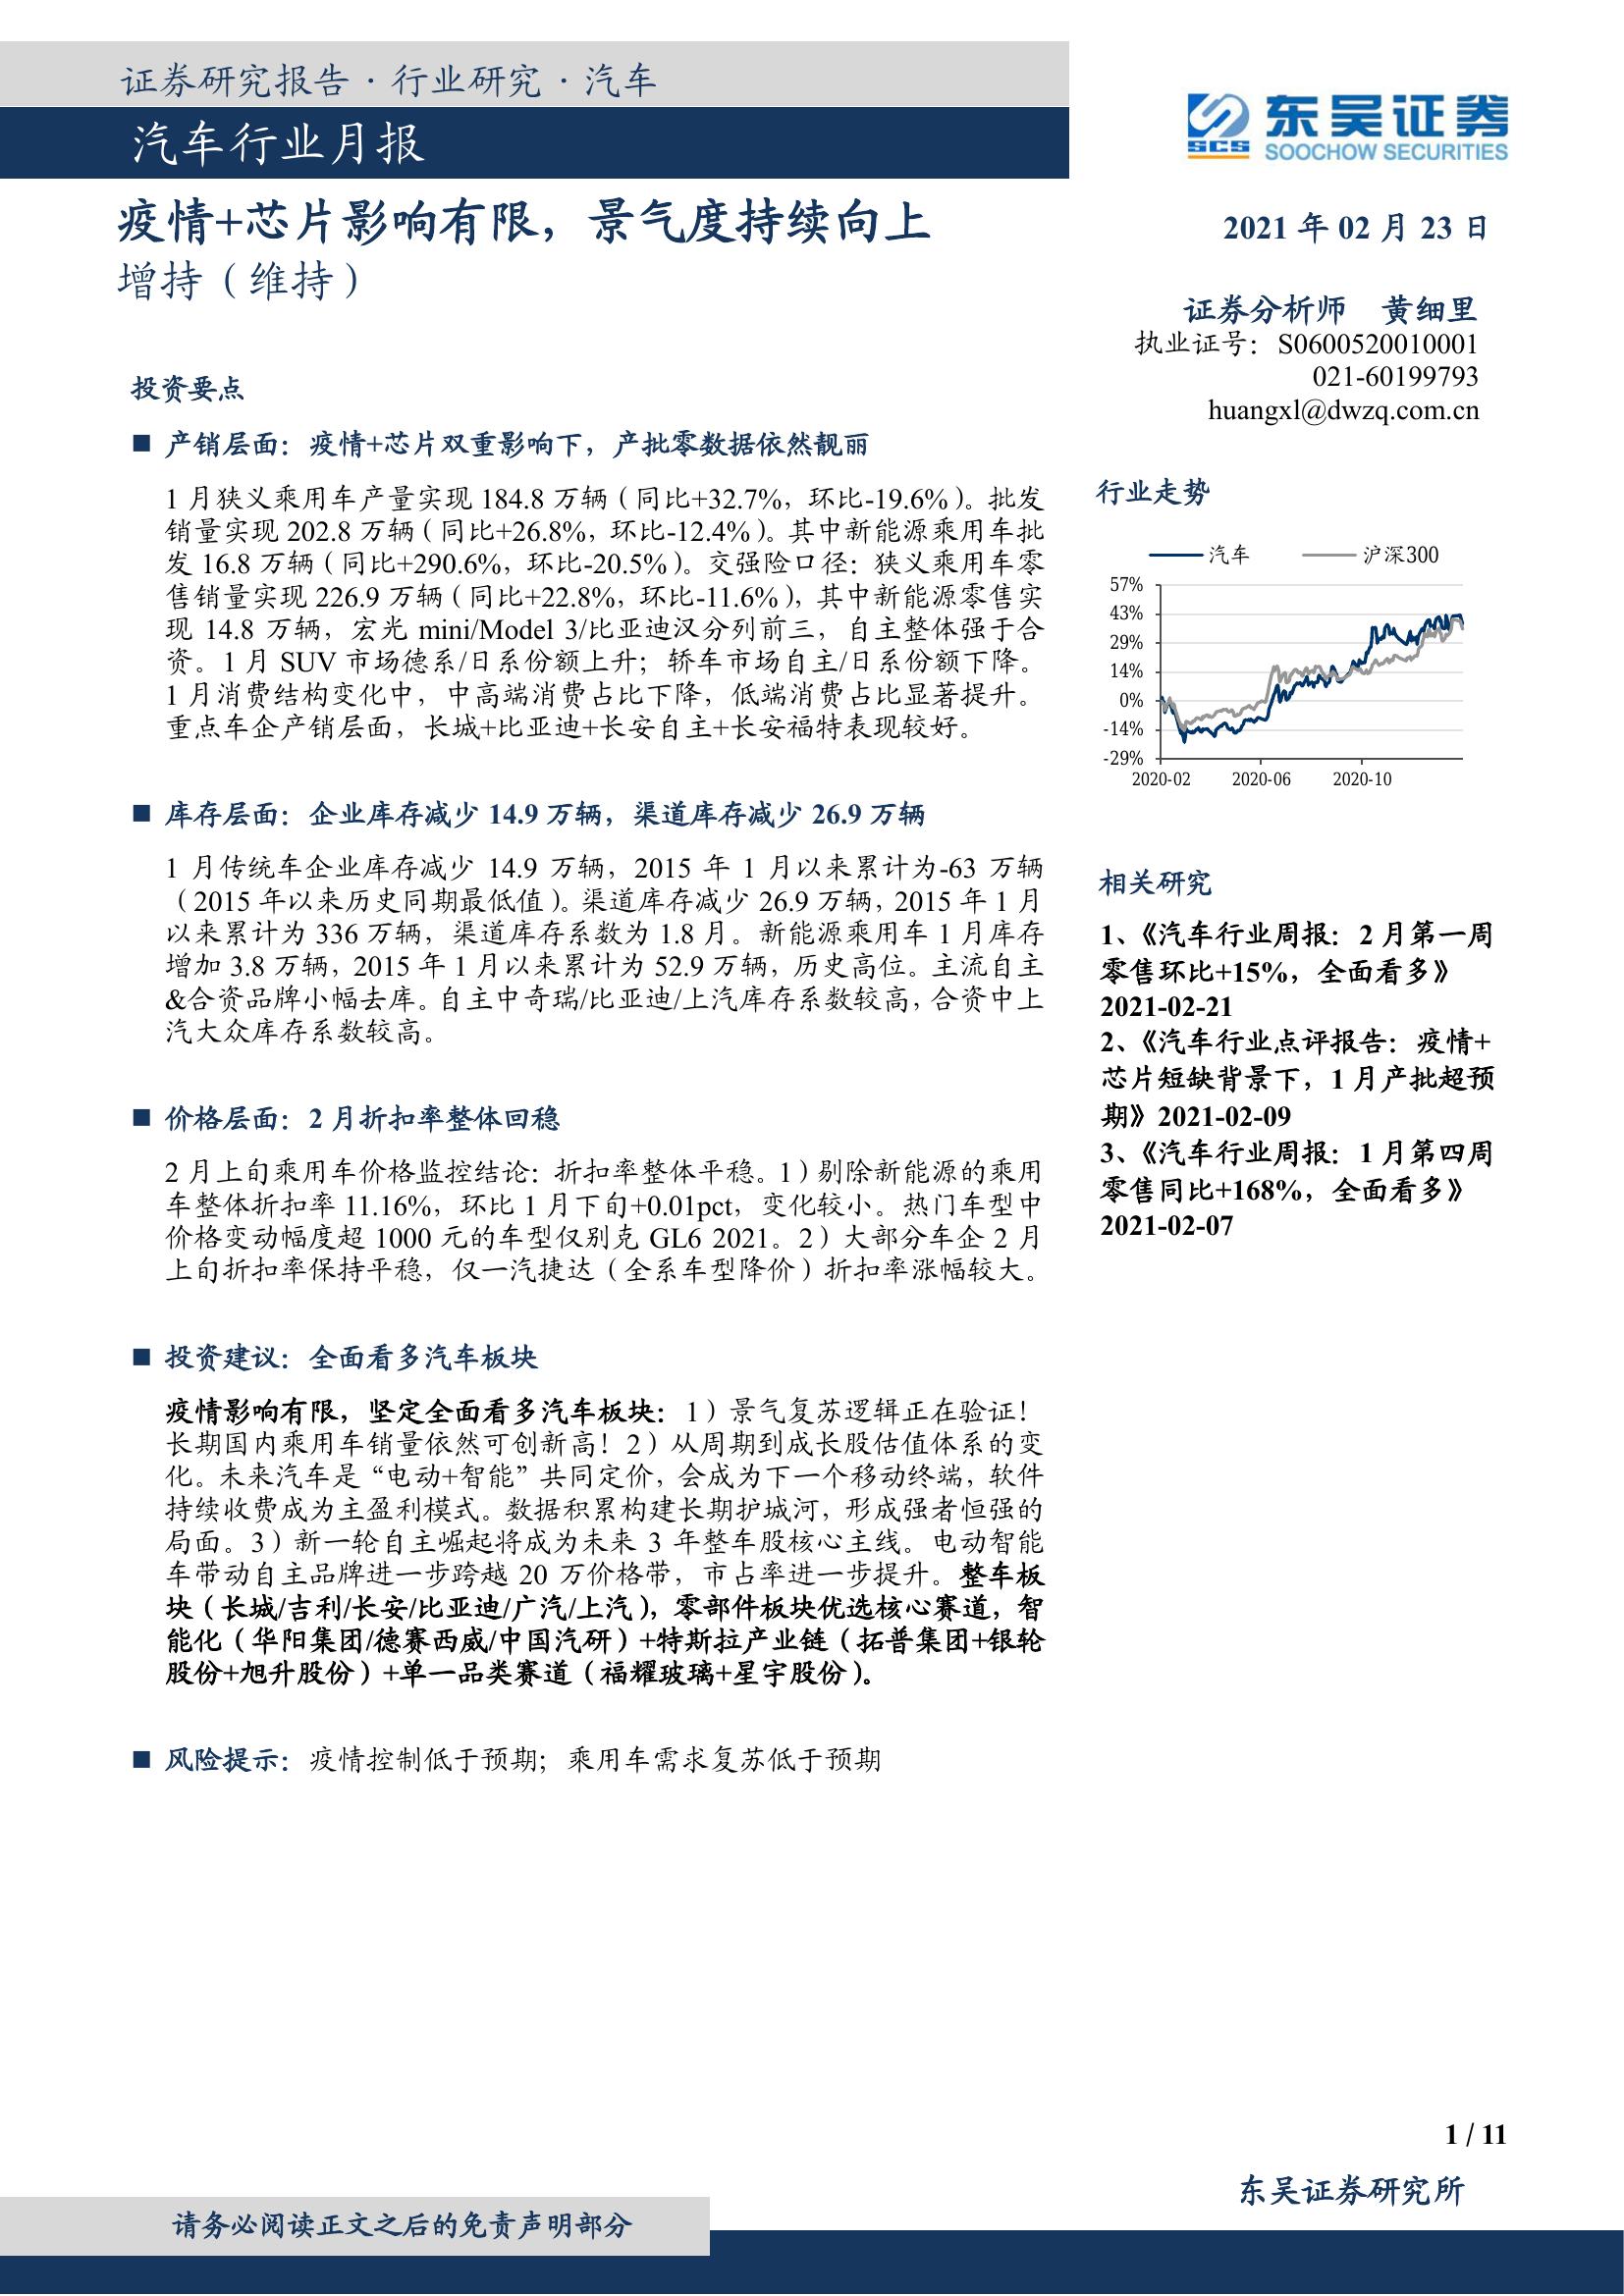 证券研究报告·行业研究·汽车
汽车行业月报
东吴证券
SCS
SOOCHOW SECURITIES
疫情+芯片影响有限，景气度持续向上
增持（维持）
2021 年 02 月 23 日
证券分析师 黄细里
执业证号：S0600520010001
021-60199793
huangxl@dwzq.com.cn
投资要点
■ 产销层面：疫情+芯片双重影响下，产批零数据依然靓丽
1 月狭义乘用车产量实现 184.8 万辆（同比+32.7%，环比-19.6%）。批发
销量实现 202.8 万辆（同比+26.8%，环比-12.4%）。其中新能源乘用车批
发 16.8 万辆（同比+290.6%，环比-20.5%）。交强险口径：狭义乘用车零
售销量实现 226.9 万辆（同比+22.8%，环比-11.6%），其中新能源零售实
现 14.8 万辆，宏光 mini/Model 3/比亚迪汉分列前三，自主整体强于合
资。1 月 SUV 市场德系/日系份额上升；轿车市场自主/日系份额下降。
1 月消费结构变化中，中高端消费占比下降，低端消费占比显著提升。
重点车企产销层面，长城+比亚迪+长安自主+长安福特表现较好。
■ 库存层面：企业库存减少 14.9 万辆，渠道库存减少 26.9 万辆
1 月传统车企业库存减少 14.9 万辆，2015 年 1 月以来累计为-63 万辆
（2015 年以来历史同期最低值）。渠道库存减少 26.9 万辆，2015 年 1 月
以来累计为 336 万辆，渠道库存系数为 1.8 月。新能源乘用车 1 月库存
增加 3.8 万辆，2015 年 1 月以来累计为 52.9 万辆，历史高位。主流自主
&合资品牌小幅去库。自主中奇瑞/比亚迪/上汽库存系数较高，合资中上
汽大众库存系数较高。
■ 价格层面：2 月折扣率整体回稳
2 月上旬乘用车价格监控结论：折扣率整体平稳。1）剔除新能源的乘用
车整体折扣率 11.16%，环比 1 月下旬+0.01pct，变化较小。热门车型中
价格变动幅度超 1000 元的车型仅别克 GL6 2021。2）大部分车企 2 月
上旬折扣率保持平稳，仅一汽捷达（全系车型降价）折扣率涨幅较大。
■ 投资建议：全面看多汽车板块
疫情影响有限，坚定全面看多汽车板块：1）景气复苏逻辑正在验证！
长期国内乘用车销量依然可创新高！2）从周期到成长股估值体系的变
化。未来汽车是“电动+智能”共同定价，会成为下一个移动终端，软件
持续收费成为主盈利模式。数据积累构建长期护城河，形成强者恒强的
局面。3）新一轮自主崛起将成为未来 3 年整车股核心主线。电动智能
车带动自主品牌进一步跨越 20 万价格带，市占率进一步提升。整车板
块（长城/吉利/长安/比亚迪/广汽/上汽），零部件板块优选核心赛道，智
能化（华阳集团/德赛西威/中国汽研）+特斯拉产业链（拓普集团+银轮
股份+旭升股份）+单一品类赛道（福耀玻璃+星宇股份）。
■ 风险提示：疫情控制低于预期；乘用车需求复苏低于预期
行业走势
汽车 沪深300
57%
43%
29%
14%
0%
-14%
-29%
2020-02 2020-06 2020-10
相关研究
1、《汽车行业周报：2 月第一周
零售环比+15%，全面看多》
2021-02-21
2、《汽车行业点评报告：疫情+
芯片短缺背景下，1 月产批超预
期》2021-02-09
3、《汽车行业周报：1 月第四周
零售同比+168%，全面看多》
2021-02-07
1 / 11
东吴证券研究所
请务必阅读正文之后的免责声明部分